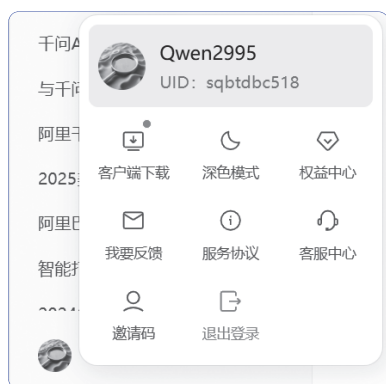 千问A
Qwen2995
与千问
UID：sqbtdbc518
阿里千
2025
客户端下载 深色模式 权益中心
阿里巴
我要反馈 服务协议 客服中心
智能打
邀请码 退出登录